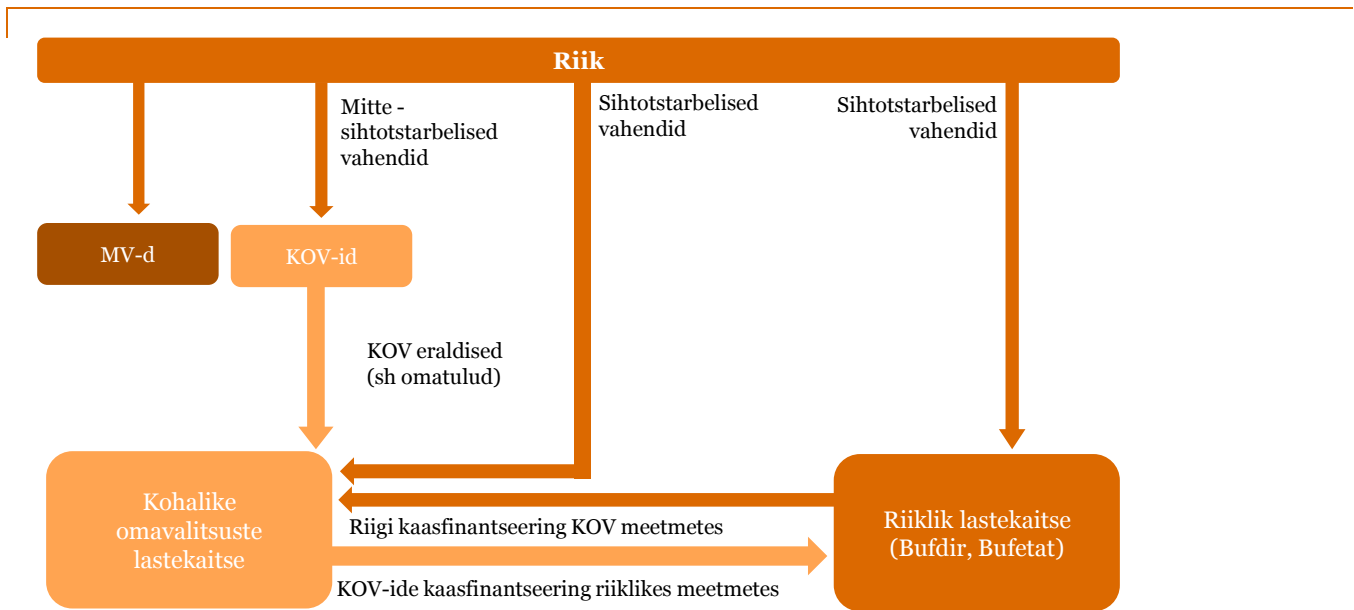 Riik
Mitte -
sihtotstarbelised
vahendid
Sihtotstarbelised
vahendid
Sihtotstarbelised
vahendid
MV-d
KOV-id
KOV eraldised
(sh omatulud)
Kohalike
omavalitsuste
lastekaitse
Riigi kaasfinantseering KOV meetmetes
KOV-ide kaasfinantseering riiklikes meetmetes
Riiklik lastekaitse
(Bufdir, Bufetat)